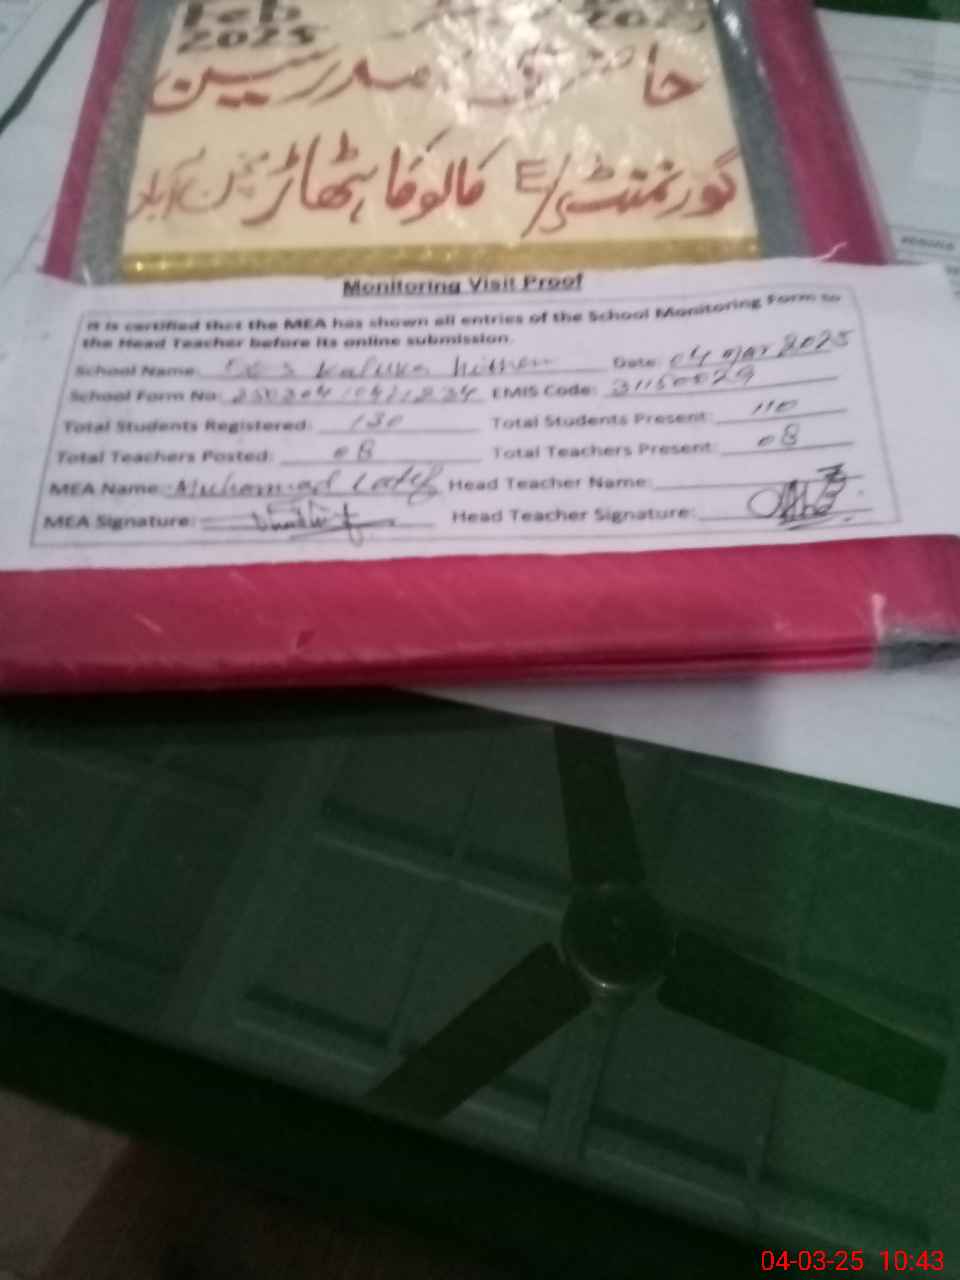 Feb
2025
حاضری مدرسین
گورنمنٹ E/S کالوکا ہٹھاڑ
Monitoring Visit Proof
It is certified that the MEA has shown all entries of the School Monitoring Form to
the Head Teacher before its online submission.
School Name: Date: 04 Mar 2025
School Form No: EMIS Code: 31150029
Total Students Registered: 130 Total Students Present: 110
Total Teachers Posted: 08 Total Teachers Present: 08
MEA Name: Muhammad Latif Head Teacher Name:
MEA Signature: Head Teacher Signature:
04-03-25 10:43